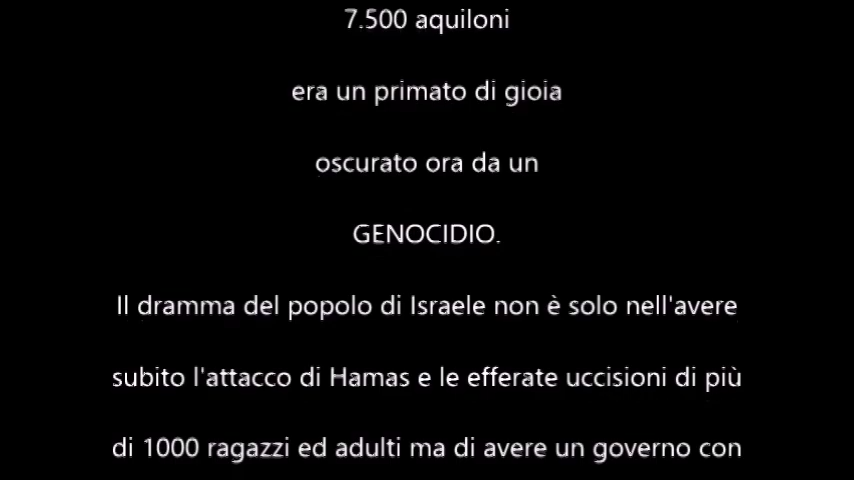 7.500 aquiloni
era un primato di gioia
oscurato ora da un
GENOCIDIO.
Il dramma del popolo di Israele non è solo nell'avere
subito l'attacco di Hamas e le efferate uccisioni di più
di 1000 ragazzi ed adulti ma di avere un governo con